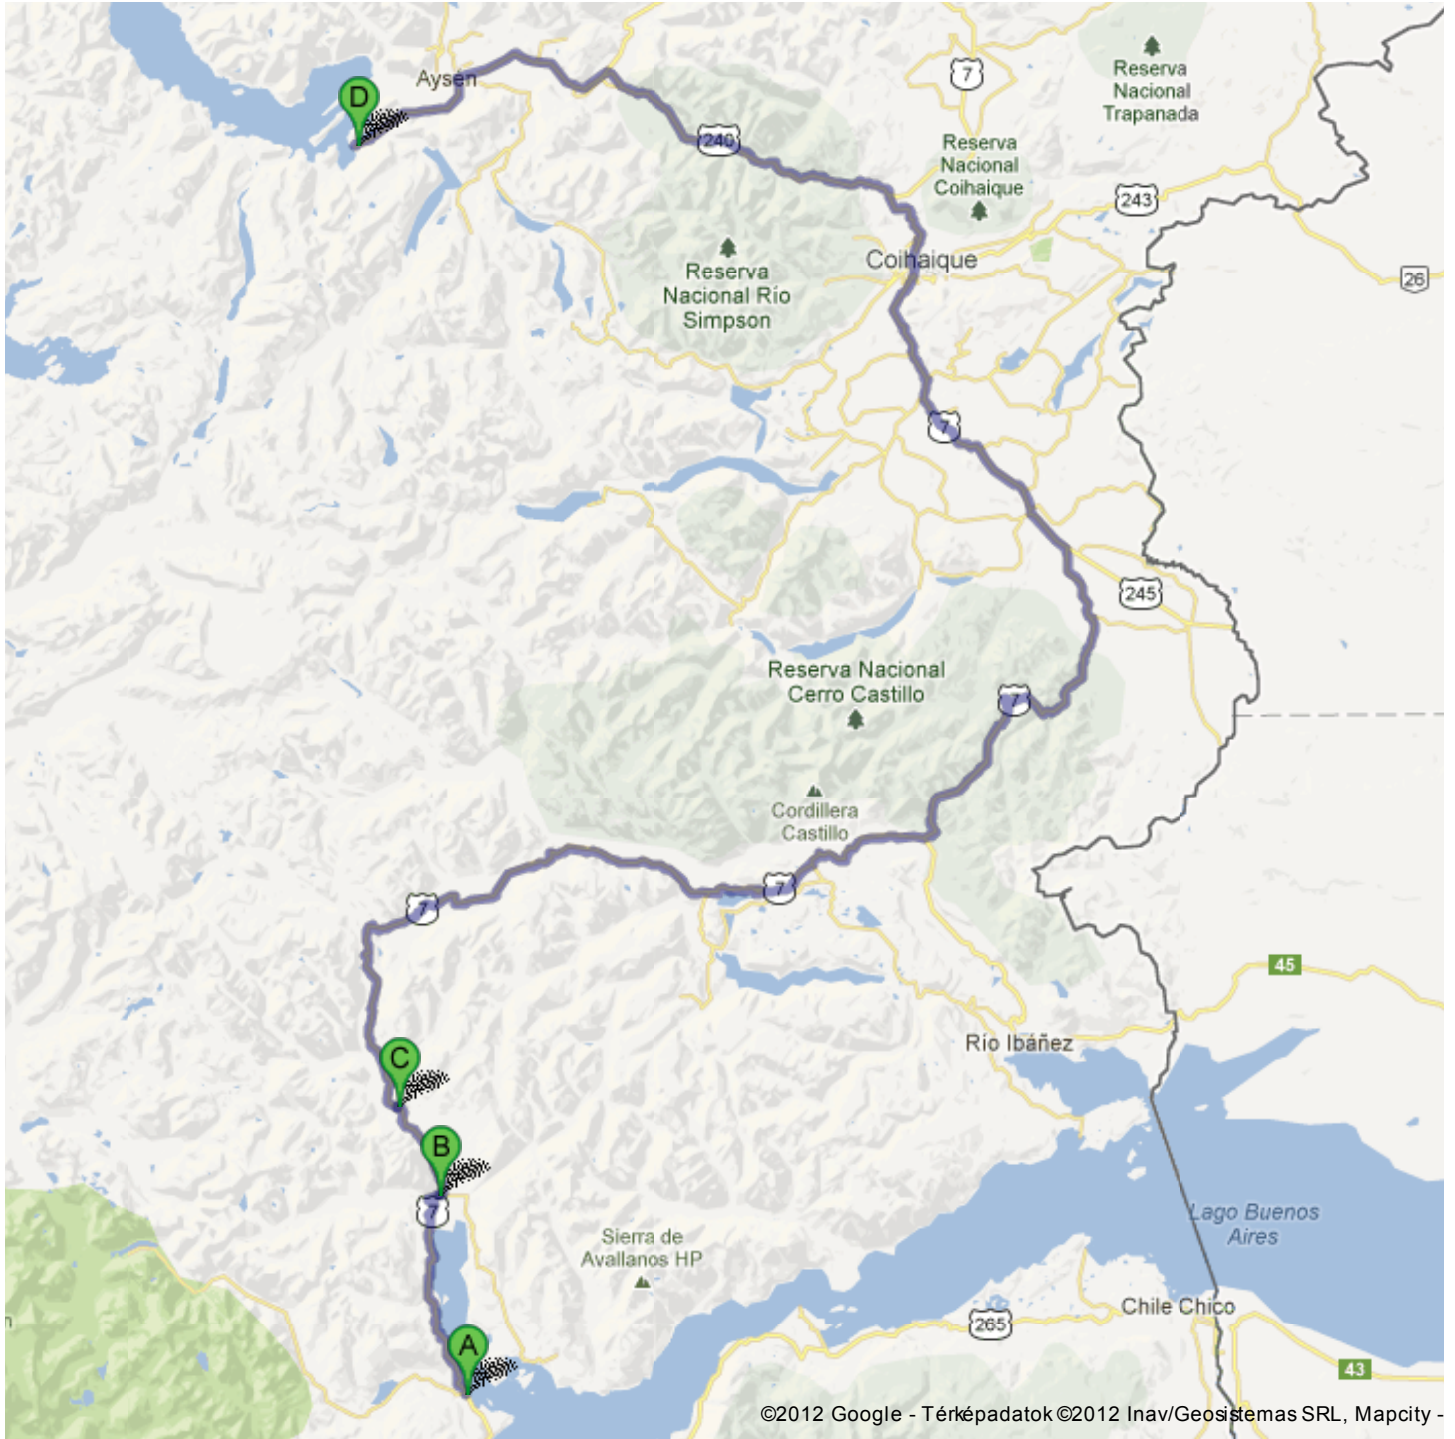 D
Aysén
7
Reserva
Nacional
Trapanada
240
Reserva
Nacional
Coihaique
243
Coihaique
26
Reserva
Nacional Río
Simpson
7
245
Reserva Nacional
Cerro Castillo
7
Cordillera
Castillo
7
7
45
Río Ibáñez
C
B
7
Lago Buenos
Aires
Sierra de
Avallanos HP
Chile Chico
265
A
43
©2012 Google - Térképadatok ©2012 Inav/Geosistemas SRL, Mapcity -